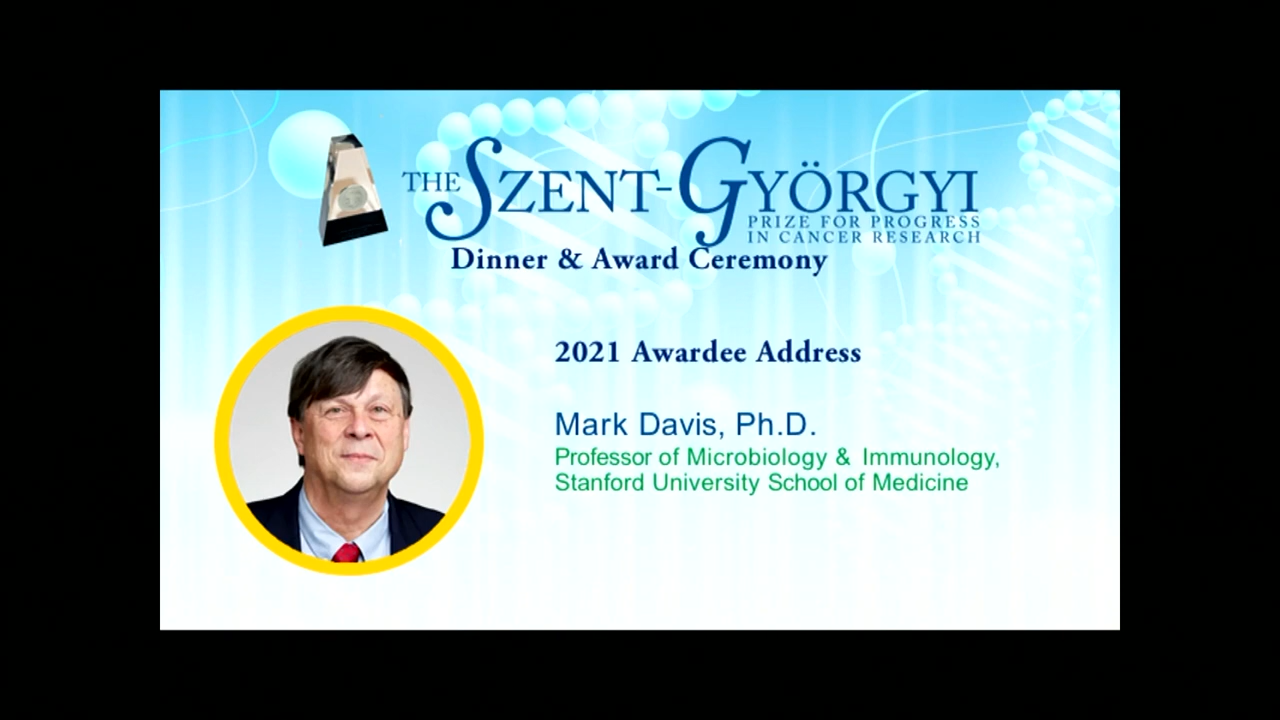 THE SZENT-GYÖRGYI
PRIZE FOR PROGRESS
IN CANCER RESEARCH
Dinner & Award Ceremony
2021 Awardee Address
Mark Davis, Ph.D.
Professor of Microbiology & Immunology,
Stanford University School of Medicine